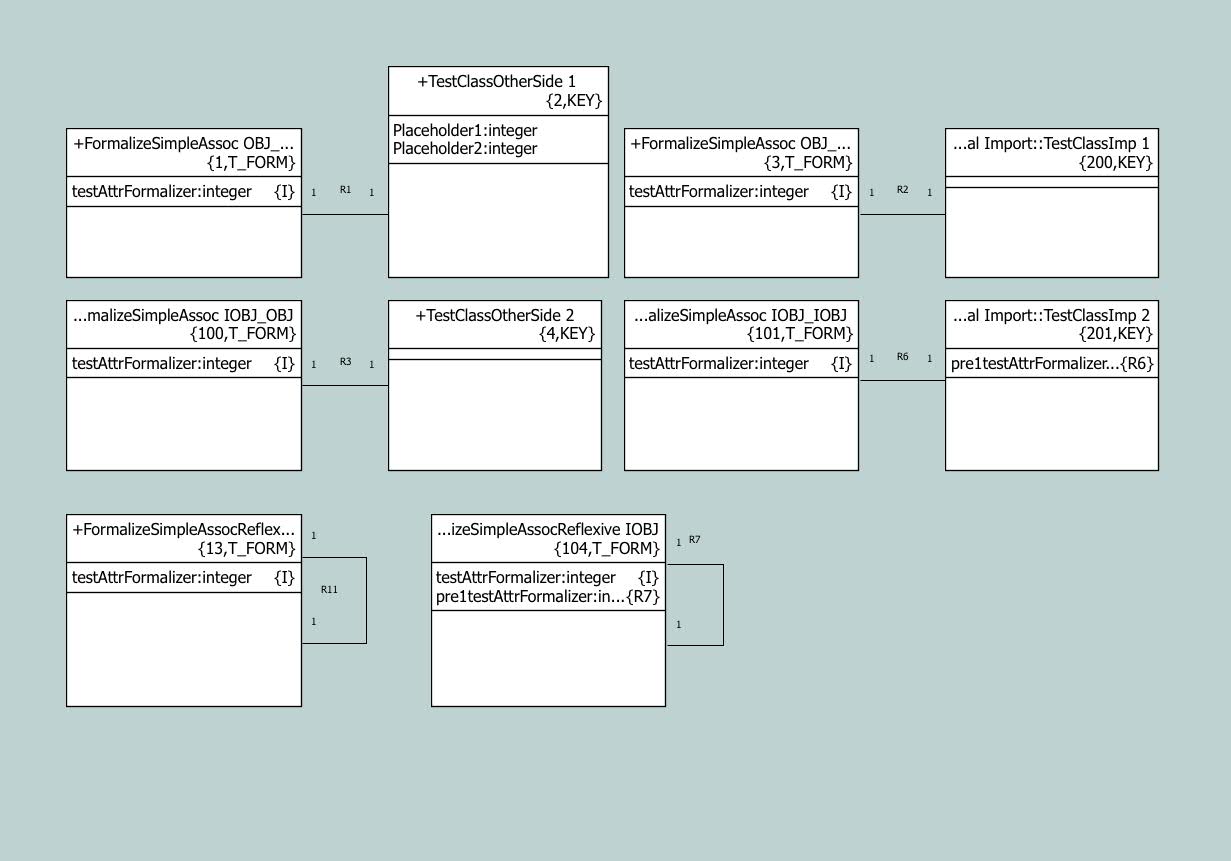 +TestClassOtherSide 1
{2,KEY}
Placeholder1:integer
Placeholder2:integer
+FormalizeSimpleAssoc OBJ_...
{1,T_FORM}
testAttrFormalizer:integer {I}
1 R1 1
+FormalizeSimpleAssoc OBJ_...
{3,T_FORM}
testAttrFormalizer:integer {I}
1 R2 1
...al Import::TestClassImp 1
{200,KEY}
...malizeSimpleAssoc IOBJ_OBJ
{100,T_FORM}
testAttrFormalizer:integer {I}
1 R3 1
+TestClassOtherSide 2
{4,KEY}
...alizeSimpleAssoc IOBJ_IOBJ
{101,T_FORM}
testAttrFormalizer:integer {I}
1 R6 1
...al Import::TestClassImp 2
{201,KEY}
pre1testAttrFormalizer...{R6}
+FormalizeSimpleAssocReflex...
{13,T_FORM}
testAttrFormalizer:integer {I}
1
R11
1
...izeSimpleAssocReflexive IOBJ
{104,T_FORM}
testAttrFormalizer:integer {I}
pre1testAttrFormalizer:in...{R7}
1 R7
1